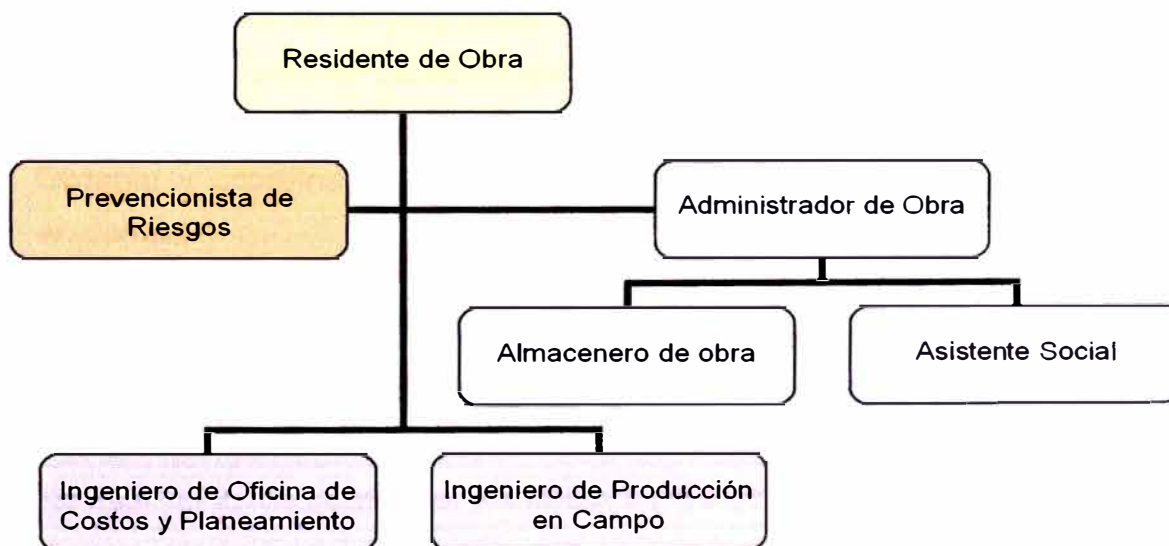 Residente de Obra
Prevencionista de
Riesgos
Administrador de Obra
Almacenero de obra
Asistente Social
Ingeniero de Oficina de
Costos y Planeamiento
Ingeniero de Producción
en Campo